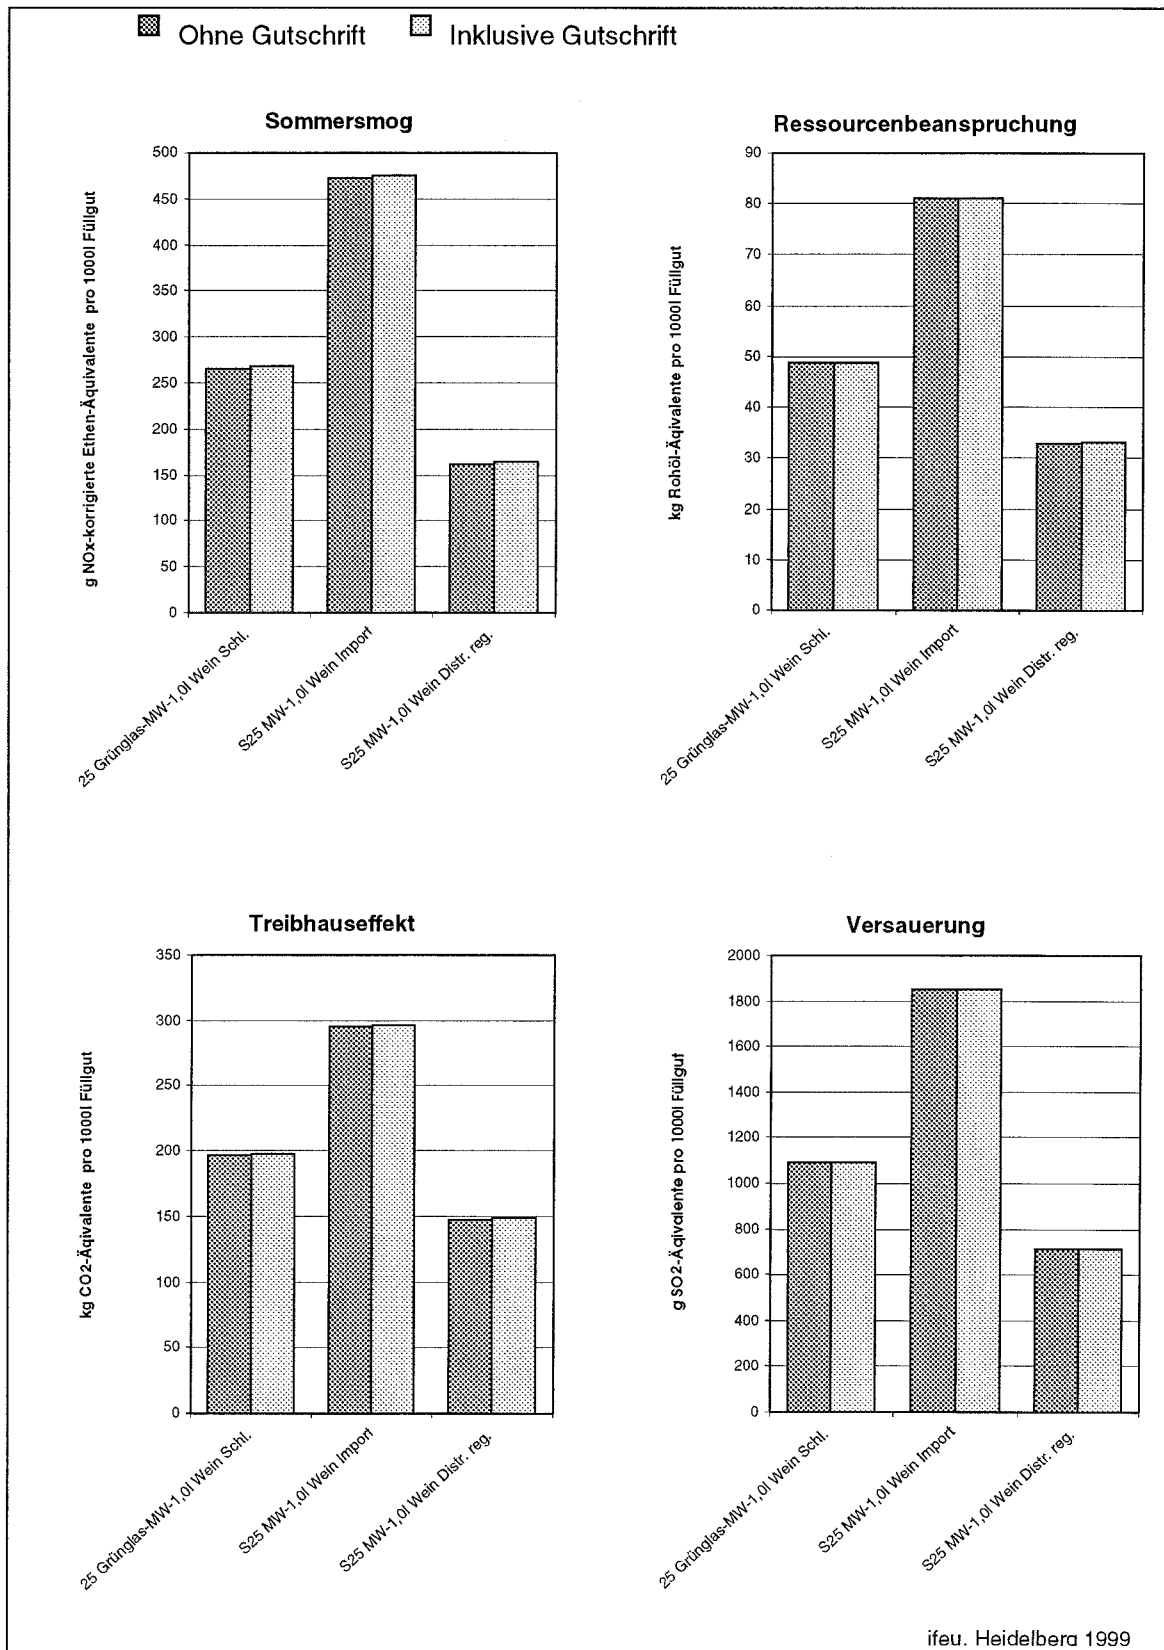 Ohne Gutschrift Inklusive Gutschrift
Sommersmog
g NOx-korrigierte Ethen-Äquivalente pro 1000l Füllgut
500
450
400
350
300
250
200
150
100
50
0
25 Grünglas-MW-1,0l Wein Schl.
S25 MW-1,0l Wein Import
S25 MW-1,0l Wein Distr. reg.
Ressourcenbeanspruchung
kg Rohöl-Äqivalente pro 1000l Füllgut
90
80
70
60
50
40
30
20
10
0
25 Grünglas-MW-1,0l Wein Schl.
S25 MW-1,0l Wein Import
S25 MW-1,0l Wein Distr. reg.
Treibhauseffekt
kg CO2-Äqivalente pro 1000l Füllgut
350
300
250
200
150
100
50
0
25 Grünglas-MW-1,0l Wein Schl.
S25 MW-1,0l Wein Import
S25 MW-1,0l Wein Distr. reg.
Versauerung
g SO2-Äqivalente pro 1000l Füllgut
2000
1800
1600
1400
1200
1000
800
600
400
200
0
25 Grünglas-MW-1,0l Wein Schl.
S25 MW-1,0l Wein Import
S25 MW-1,0l Wein Distr. reg.
ifeu. Heidelberg 1999